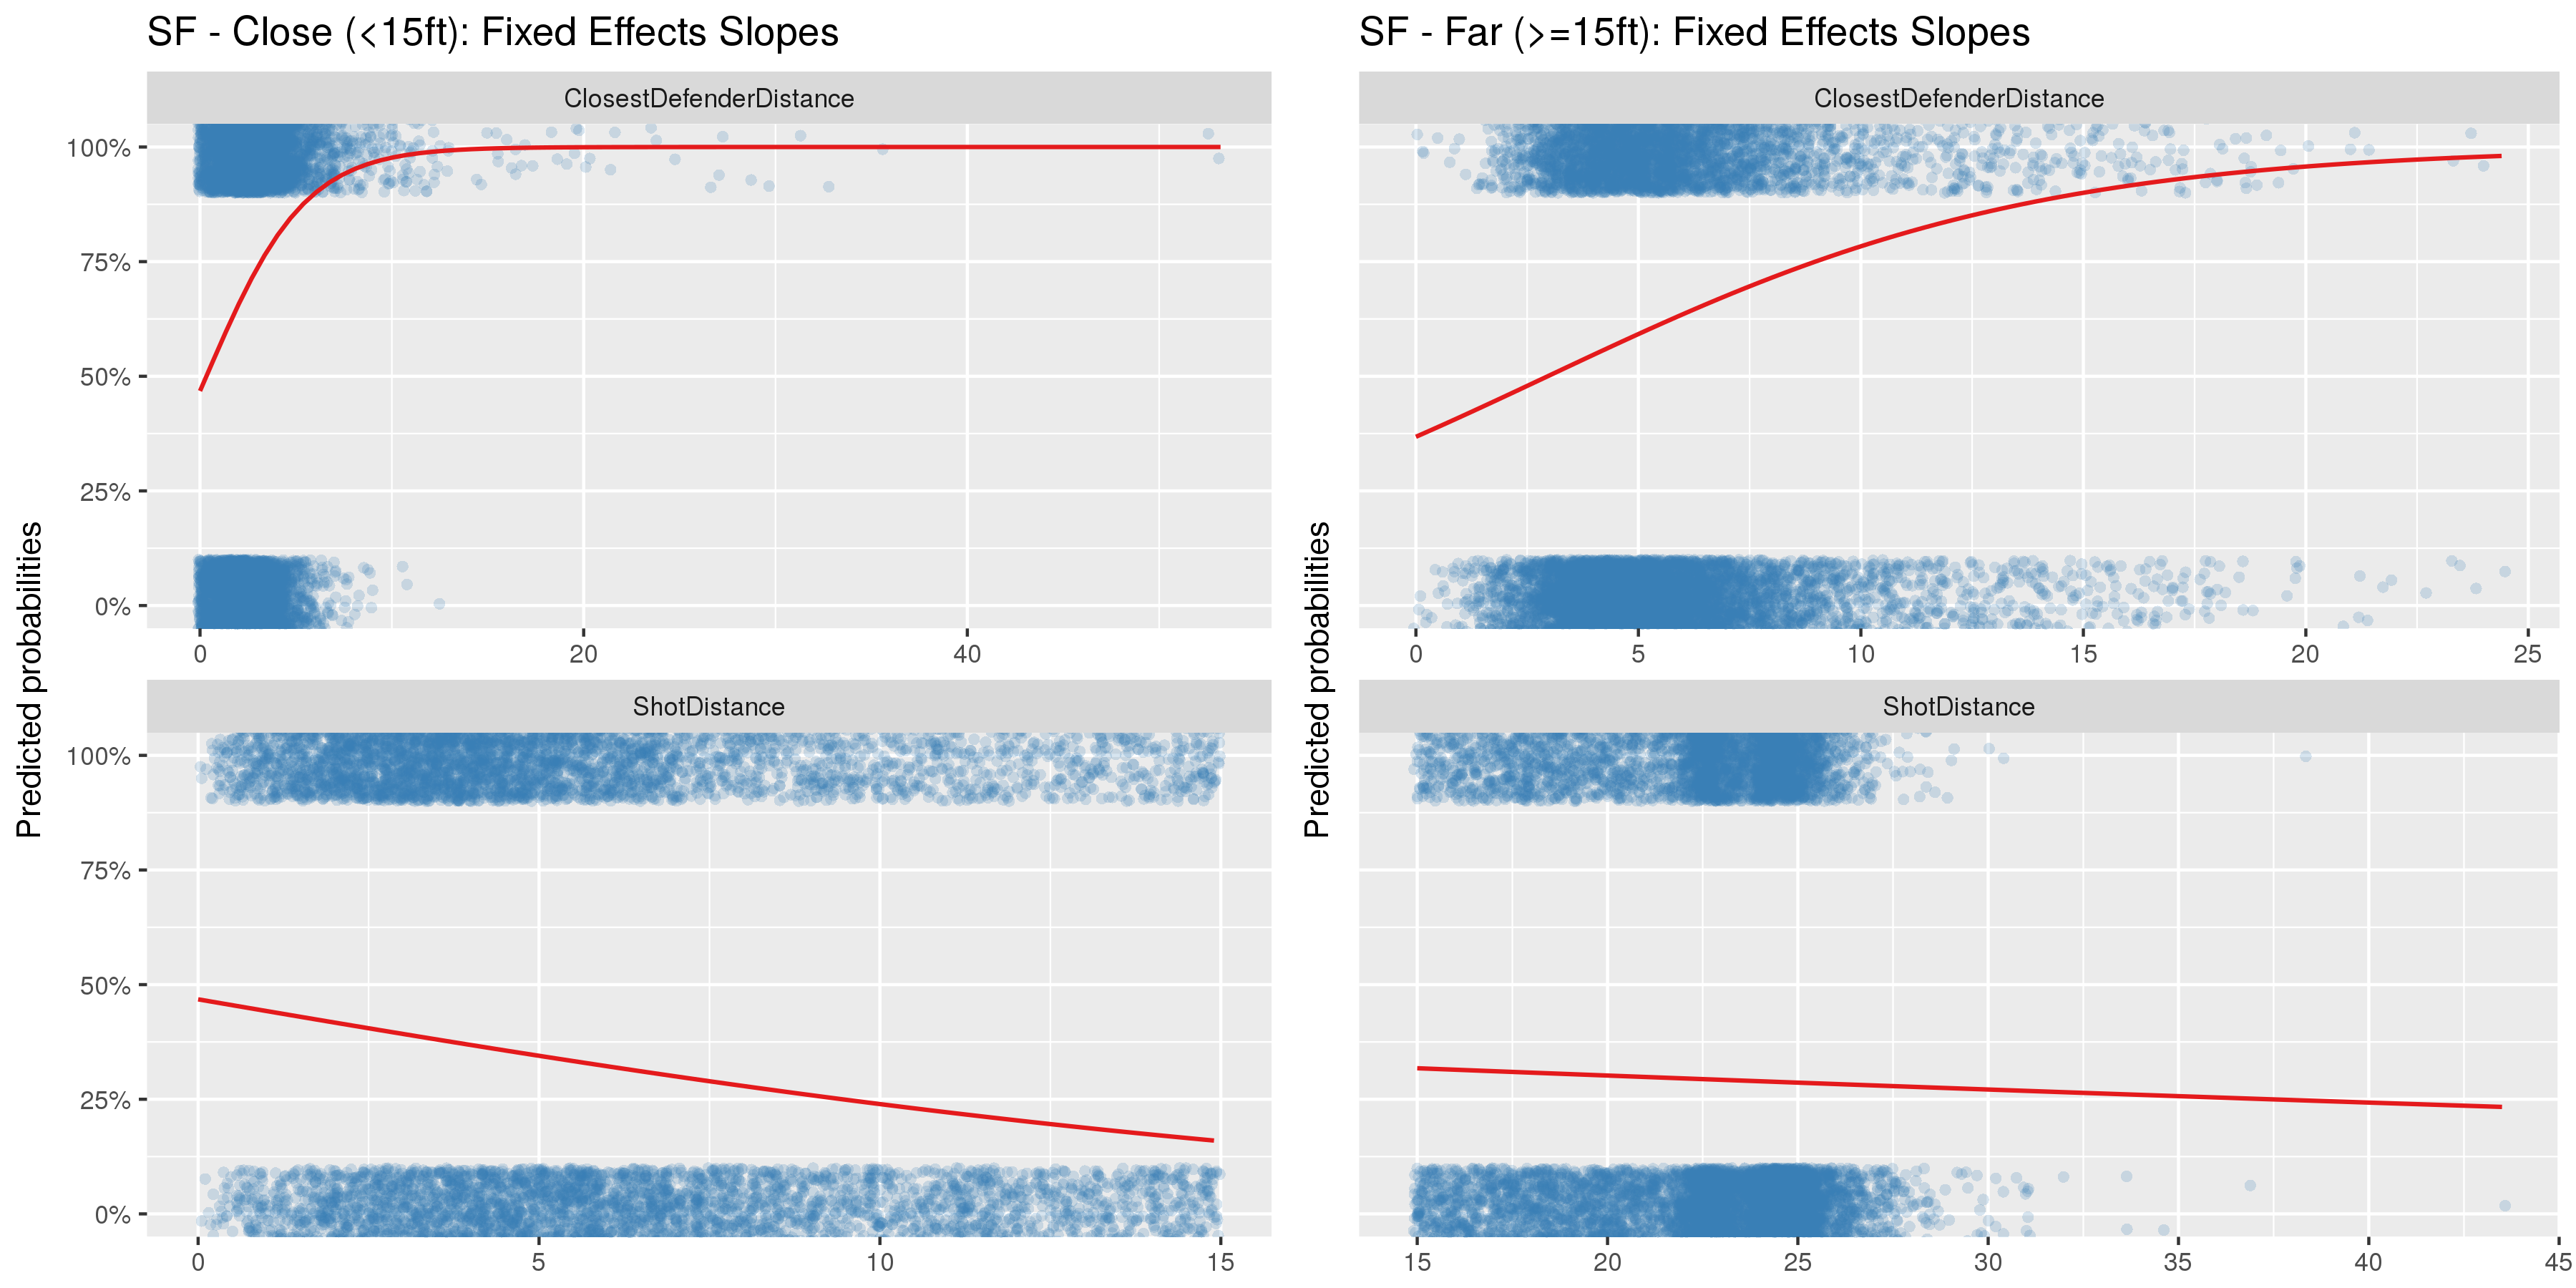 SF - Close (<15ft): Fixed Effects Slopes
ClosestDefenderDistance
100%
75%
50%
25%
0%
0 20 40
ShotDistance
100%
75%
50%
25%
0%
0 5 10 15
Predicted probabilities
SF - Far (>=15ft): Fixed Effects Slopes
ClosestDefenderDistance
0 5 10 15 20 25
ShotDistance
15 20 25 30 35 40 45
Predicted probabilities